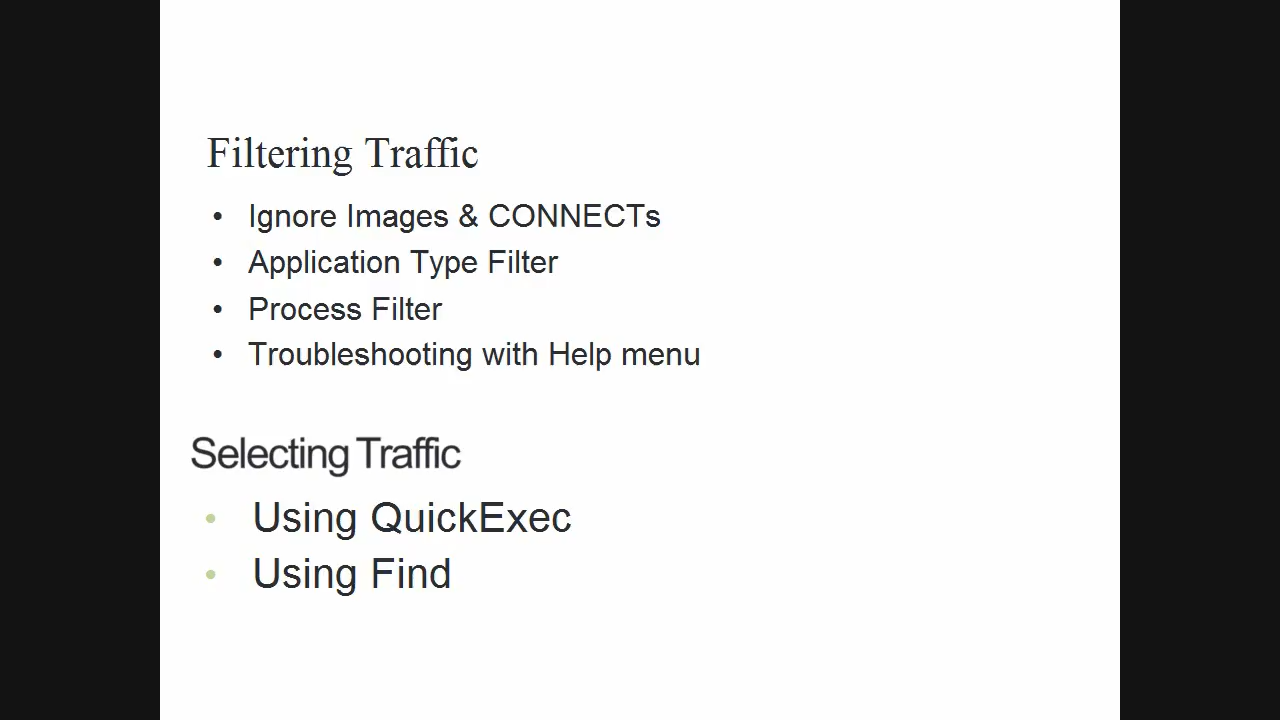 Filtering Traffic
• Ignore Images & CONNECTs
• Application Type Filter
• Process Filter
• Troubleshooting with Help menu
Selecting Traffic
• Using QuickExec
• Using Find